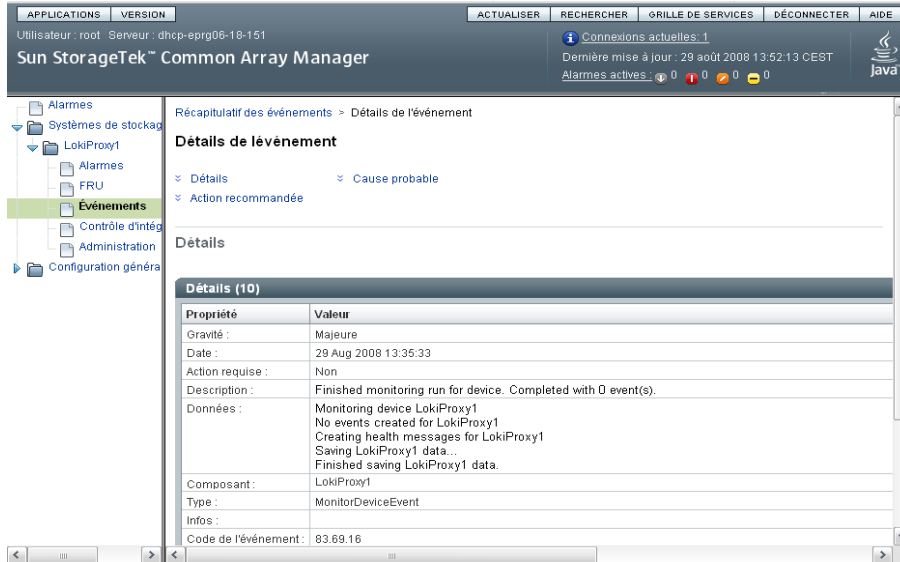 APPLICATIONS VERSION ACTUALISER RECHERCHER GRILLE DE SERVICES DÉCONNECTER AIDE
Utilisateur : root Serveur : dhcp-eprg06-18-151
Sun StorageTek™ Common Array Manager
Connexions actuelles: 1
Dernière mise à jour : 29 août 2008 13:52:13 CEST
Alarmes actives : 0 0 0 0
Java
Alarmes
Systèmes de stockag
LokiProxy1
Alarmes
FRU
Événements
Contrôle d'intég
Administration
Configuration généra
Récapitulatif des événements > Détails de l'événement
Détails de lévénement
Détails
Cause probable
Action recommandée
Détails
Détails (10)
Propriété Valeur
Gravité : Majeure
Date : 29 Aug 2008 13:35:33
Action requise : Non
Description : Finished monitoring run for device. Completed with 0 event(s).
Données : Monitoring device LokiProxy1
No events created for LokiProxy1
Creating health messages for LokiProxy1
Saving LokiProxy1 data...
Finished saving LokiProxy1 data.
Composant : LokiProxy1
Type : MonitorDeviceEvent
Infos :
Code de l'événement : 83.69.16